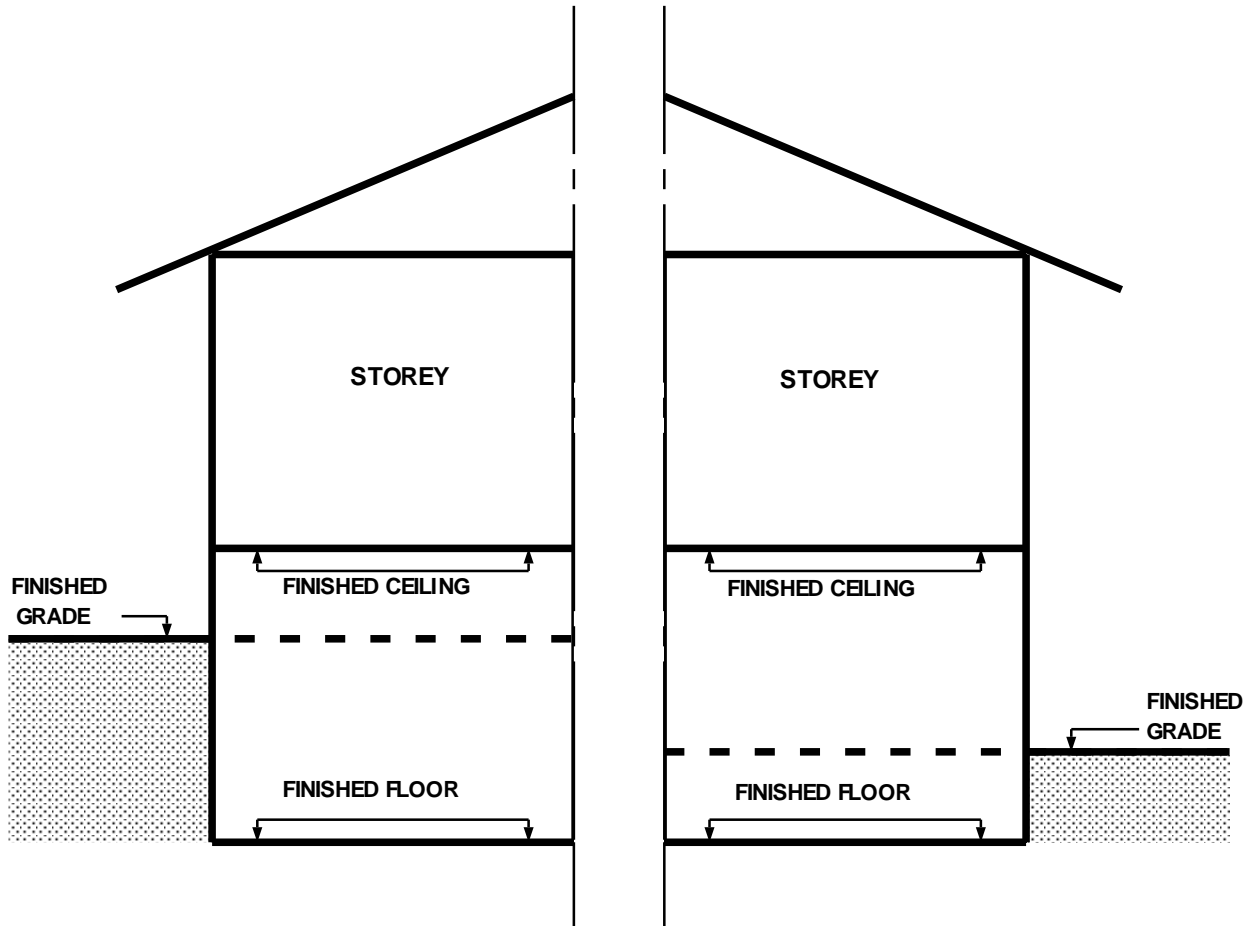 STOREY
STOREY
FINISHED CEILING
FINISHED CEILING
FINISHED
GRADE
FINISHED
GRADE
FINISHED FLOOR
FINISHED FLOOR